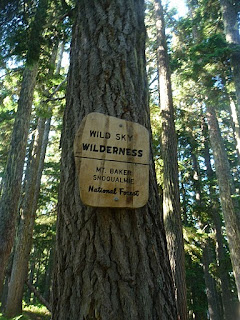 WILD SKY
WILDERNESS
MT. BAKER
SNOQUALMIE
National Forest